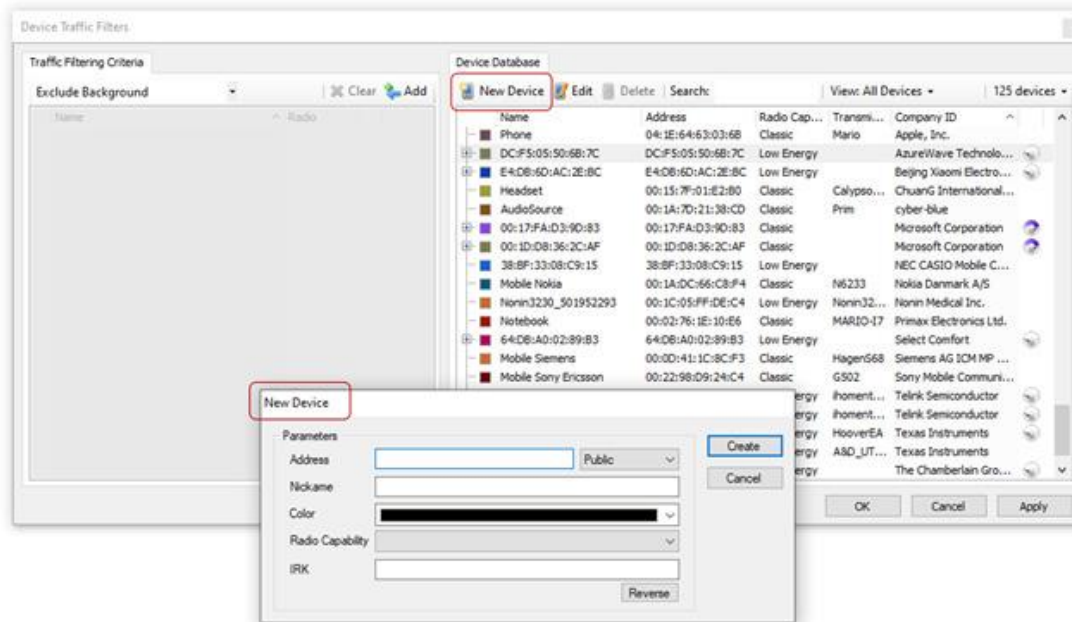 Device Traffic Filters
Traffic Filtering Criteria
Device Database
Exclude Background Clear Add
New Device Edit Delete Search: View: All Devices 125 devices
Name Radio
Name Address Radio Cap... Transmi... Company ID
Phone 04:1E:64:63:03:6B Classic Mario Apple, Inc.
DC:F5:05:50:6B:7C DC:F5:05:50:6B:7C Low Energy AzureWave Technolo...
E4:DB:6D:AC:2E:BC E4:DB:6D:AC:2E:BC Low Energy Beijing Xiaomi Electro...
Headset 00:15:7F:01:E2:B0 Classic Calypso... ChuanG International...
AudioSource 00:1A:7D:21:38:CD Classic Prim cyber-blue
00:17:FA:D3:9D:83 00:17:FA:D3:9D:83 Classic Microsoft Corporation
00:1D:D8:36:2C:AF 00:1D:D8:36:2C:AF Classic Microsoft Corporation
38:BF:33:08:C9:15 38:BF:33:08:C9:15 Low Energy NEC CASIO Mobile C...
Mobile Nokia 00:1A:DC:66:C8:F4 Classic N6233 Nokia Danmark A/S
Nonin3230_501952293 00:1C:05:FF:DE:C4 Low Energy Nonin32... Nonin Medical Inc.
Notebook 00:02:76:1E:10:E6 Classic MARIO-I7 Primax Electronics Ltd.
64:DB:A0:02:89:B3 64:DB:A0:02:89:B3 Low Energy Select Comfort
Mobile Siemens 00:0D:41:1C:8C:F3 Classic HagenS68 Siemens AG ICM MP ...
Mobile Sony Ericsson 00:22:98:D9:24:C4 Classic G502 Sony Mobile Communi...
ergy ihoment... Telink Semiconductor
ergy ihoment... Telink Semiconductor
ergy HooverEA Texas Instruments
ergy A&D_UT... Texas Instruments
ergy The Chamberlain Gro...
OK Cancel Apply
New Device
Parameters
Address Public Create
Nickame Cancel
Color
Radio Capability
IRK
Reverse